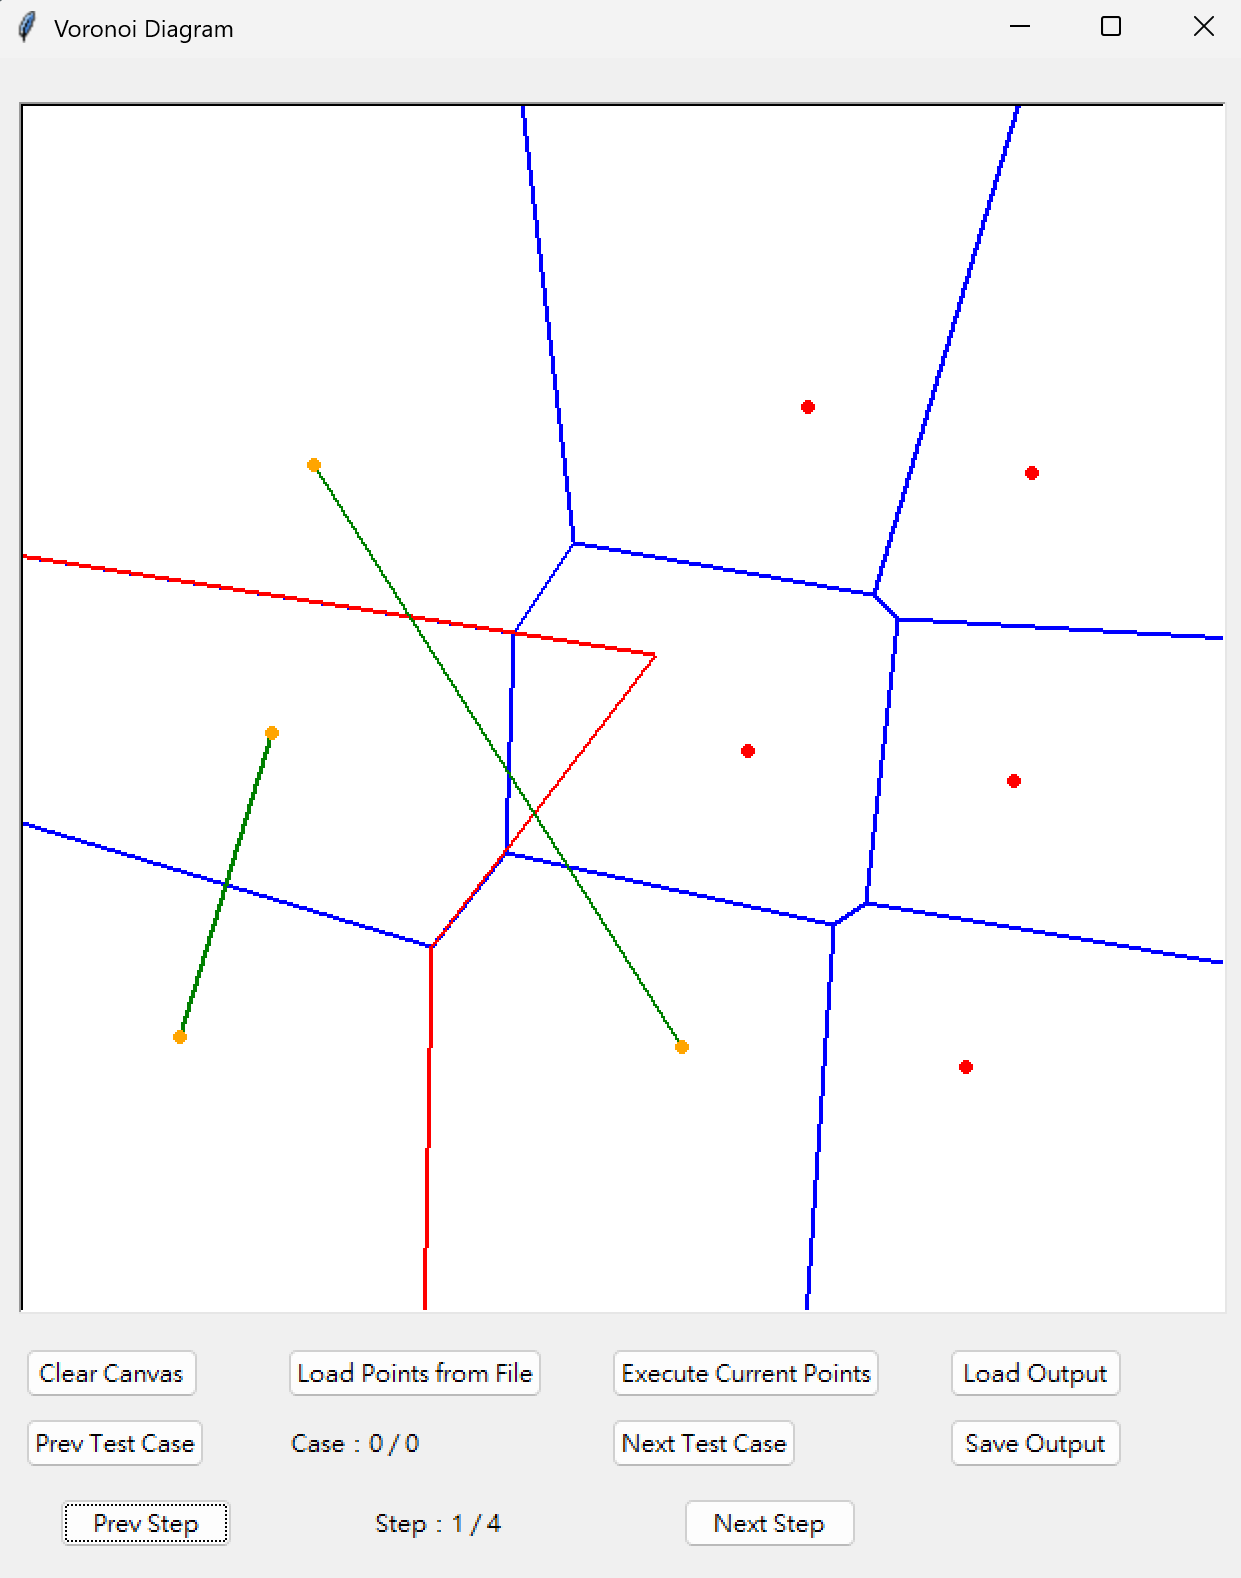 Voronoi Diagram
Clear Canvas
Load Points from File
Execute Current Points
Load Output
Prev Test Case
Case : 0 / 0
Next Test Case
Save Output
Prev Step
Step : 1 / 4
Next Step